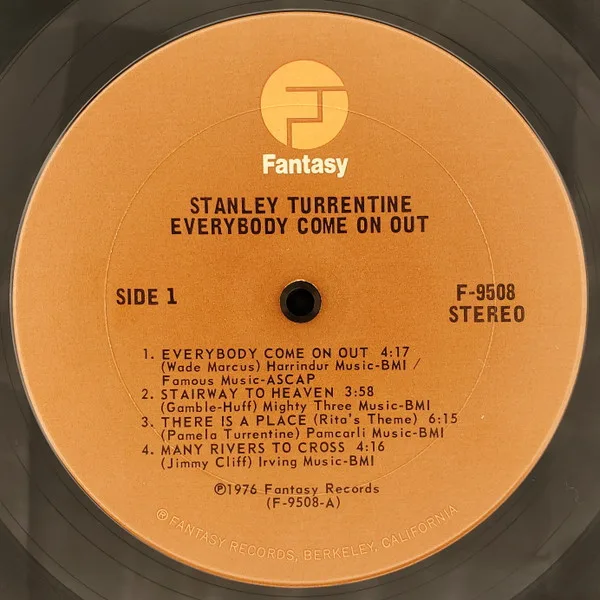 Fantasy
STANLEY TURRENTINE
EVERYBODY COME ON OUT
SIDE 1
F-9508
STEREO
1. EVERYBODY COME ON OUT 4:17
(Wade Marcus) Harrindur Music-BMI /
Famous Music-ASCAP
2. STAIRWAY TO HEAVEN 3:58
(Gamble-Huff) Mighty Three Music-BMI
3. THERE IS A PLACE (Rita's Theme) 6:15
(Pamela Turrentine) Pamcarli Music-BMI
4. MANY RIVERS TO CROSS 4:16
(Jimmy Cliff) Irving Music-BMI
℗1976 Fantasy Records
(F-9508-A)
® FANTASY RECORDS, BERKELEY, CALIFORNIA